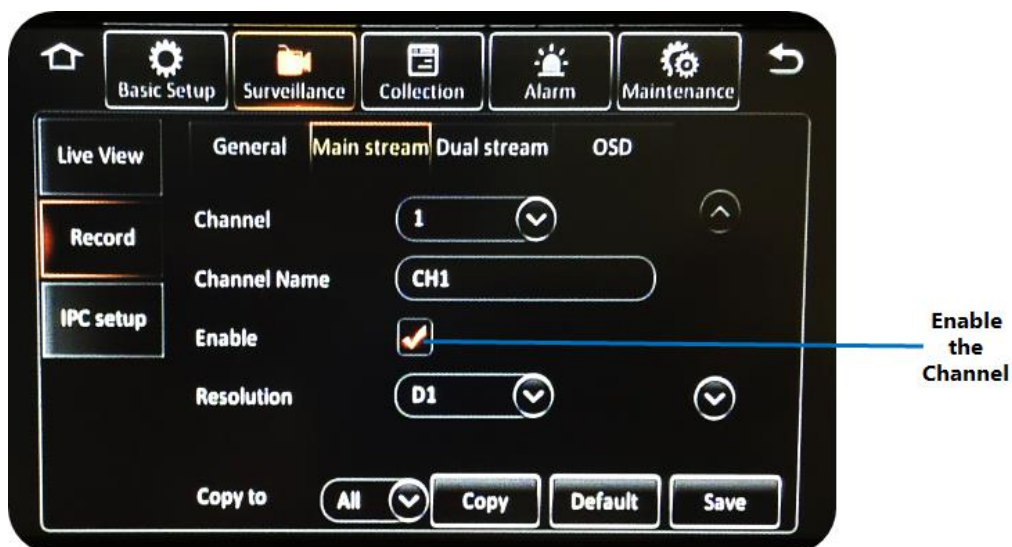 Basic Setup Surveillance Collection Alarm Maintenance
Live View General Main stream Dual stream OSD
Channel 1
Record
Channel Name CH1
IPC setup
Enable
Resolution D1
Copy to All Copy Default Save
Enable
the
Channel